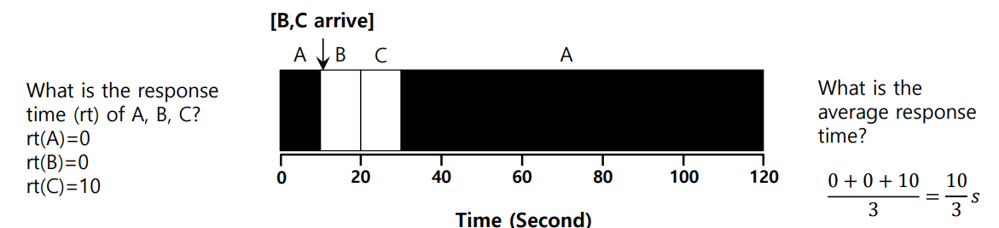 [B,C arrive]
A B C A
What is the response
time (rt) of A, B, C?
rt(A)=0
rt(B)=0
rt(C)=10
0 20 40 60 80 100 120
Time (Second)
What is the
average response
time?
0 + 0 + 10 / 3 = 10 / 3 s